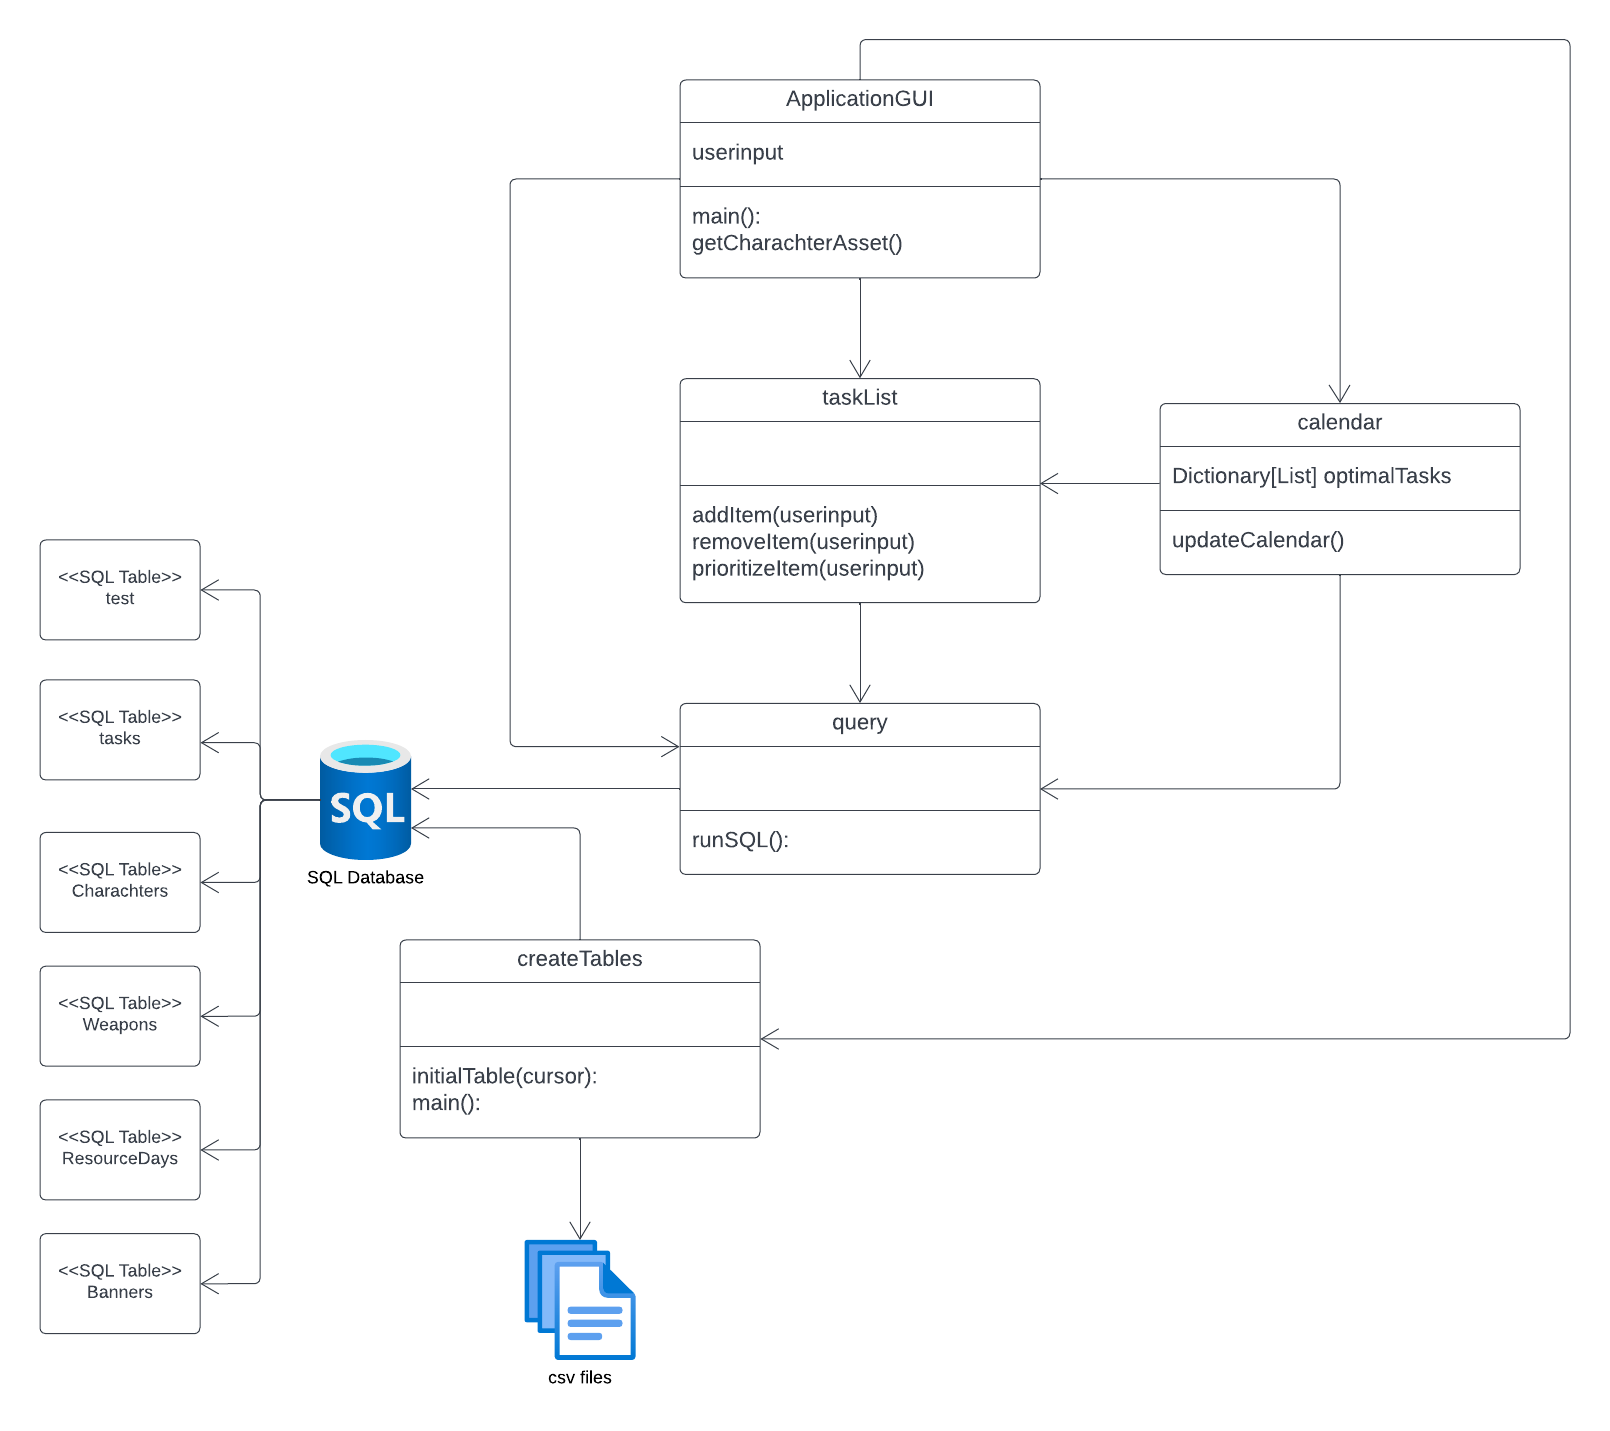 ApplicationGUI
userinput
main():
getCharachterAsset()
taskList
addItem(userinput)
removeItem(userinput)
prioritizeItem(userinput)
calendar
Dictionary[List] optimalTasks
updateCalendar()
query
runSQL():
<<SQL Table>>
test
<<SQL Table>>
tasks
<<SQL Table>>
Charachters
<<SQL Table>>
Weapons
<<SQL Table>>
ResourceDays
<<SQL Table>>
Banners
SQL
SQL Database
createTables
initialTable(cursor):
main():
csv files